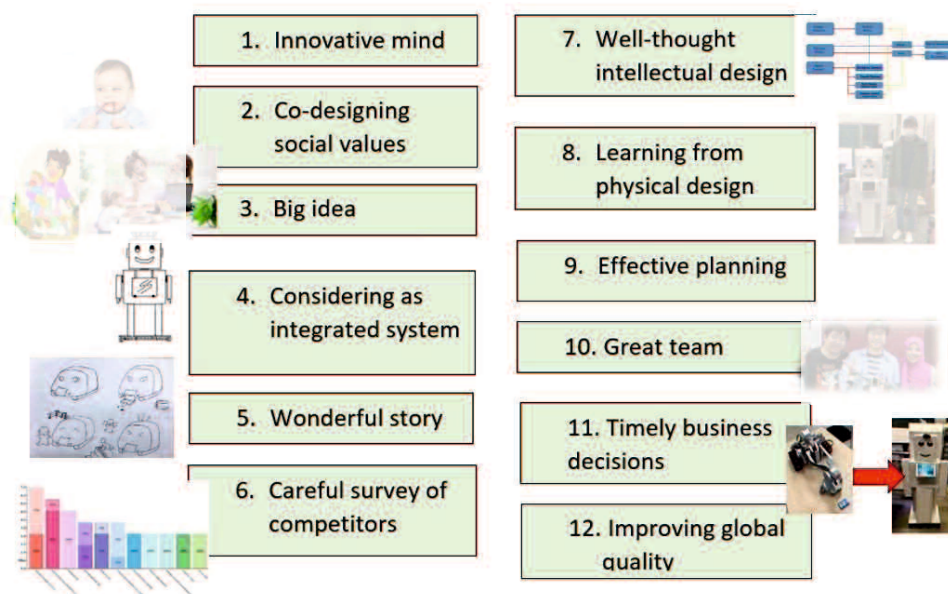 1. Innovative mind
2. Co-designing
social values
3. Big idea
4. Considering as
integrated system
5. Wonderful story
6. Careful survey of
competitors
7. Well-thought
intellectual design
8. Learning from
physical design
9. Effective planning
10. Great team
11. Timely business
decisions
12. Improving global
quality